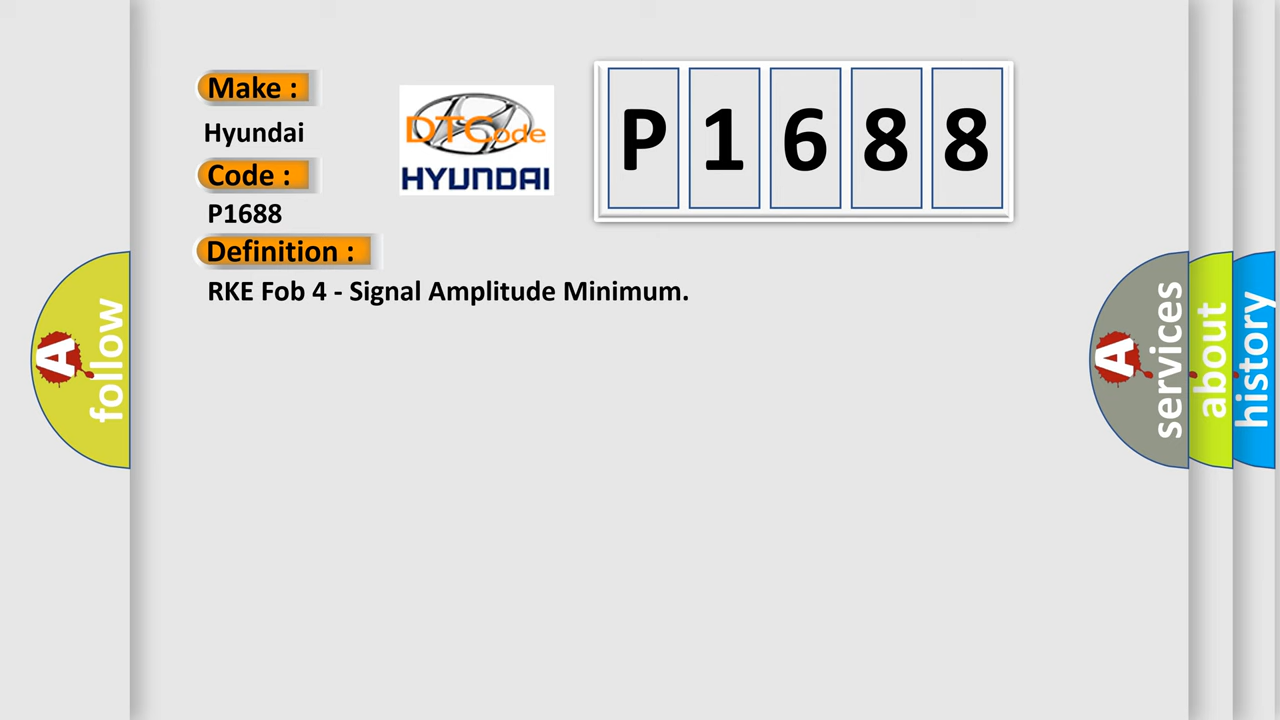 Make :
Hyundai
Code :
P1688
Definition :
RKE Fob 4 - Signal Amplitude Minimum.
DTCode
HYUNDAI
P 1 6 8 8
A follow
A services
about
history